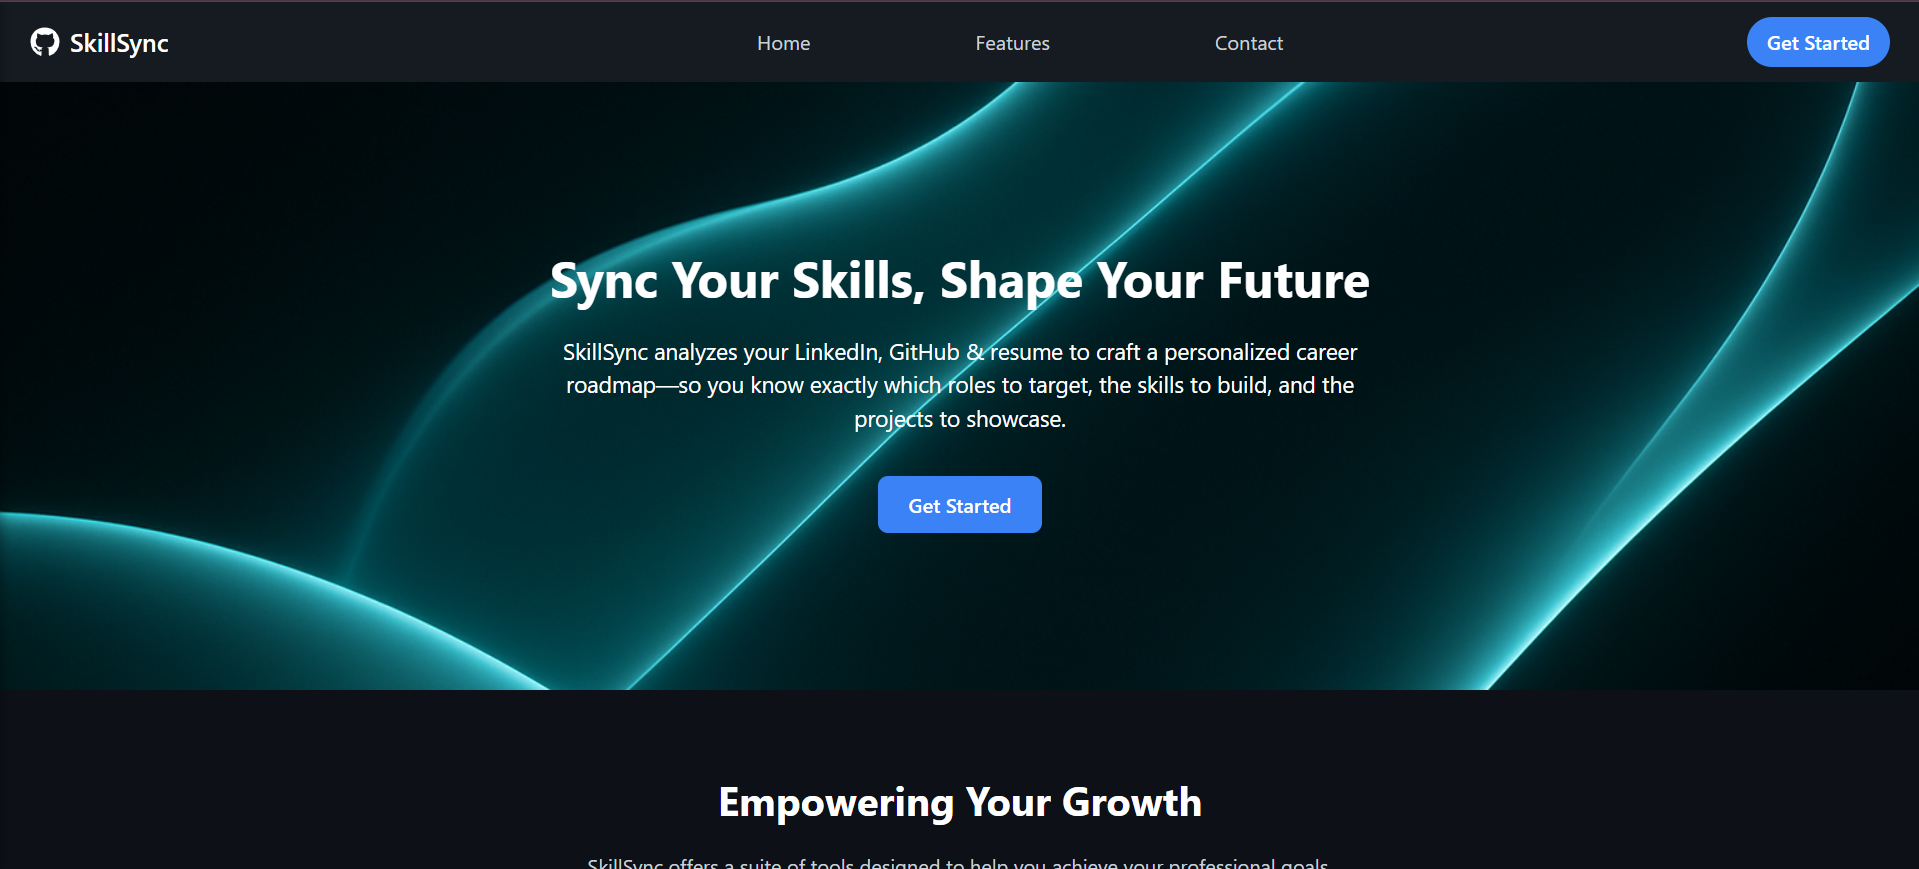 SkillSync
Home
Features
Contact
Get Started
Sync Your Skills, Shape Your Future
SkillSync analyzes your LinkedIn, GitHub & resume to craft a personalized career
roadmap—so you know exactly which roles to target, the skills to build, and the
projects to showcase.
Get Started
Empowering Your Growth
SkillSync offers a suite of tools designed to help you achieve your professional goals.